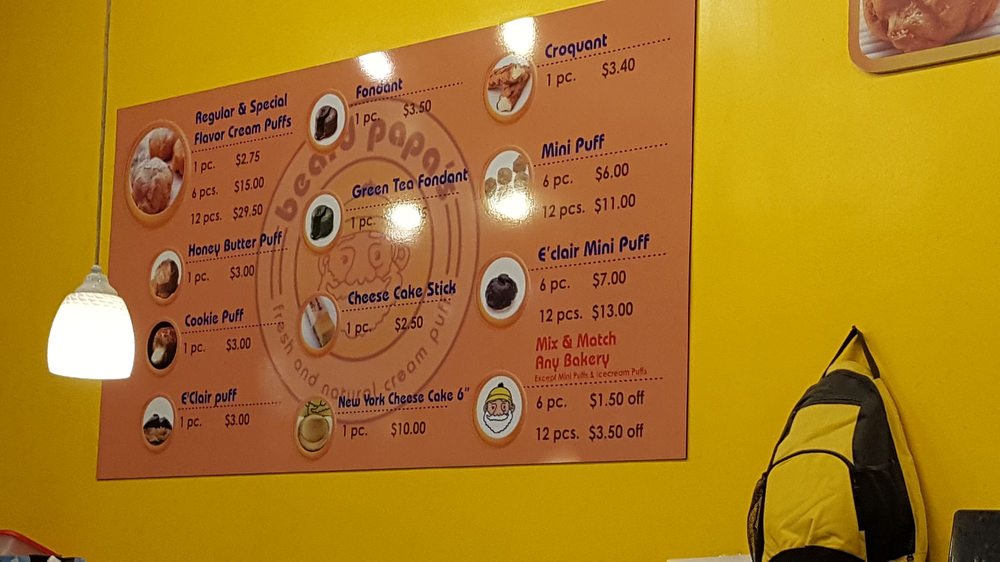 Regular & Special
Flavor Cream Puffs
1 pc. $2.75
6 pcs. $15.00
12 pcs. $29.50
Honey Butter Puff
1 pc. $3.00
Cookie Puff
1 pc. $3.00
E'Clair puff
1 pc. $3.00
Fondant
1 pc. $3.50
Green Tea Fondant
1 pc.
Cheese Cake Stick
1 pc. $2.50
New York Cheese Cake 6"
1 pc. $10.00
Croquant
1 pc. $3.40
Mini Puff
6 pc. $6.00
12 pcs. $11.00
E'clair Mini Puff
6 pc. $7.00
12 pcs. $13.00
Mix & Match
Any Bakery
Except Mini Puffs & Icecream Puffs
6 pc. $1.50 off
12 pcs. $3.50 off
beard papa's
fresh and natural cream puffs